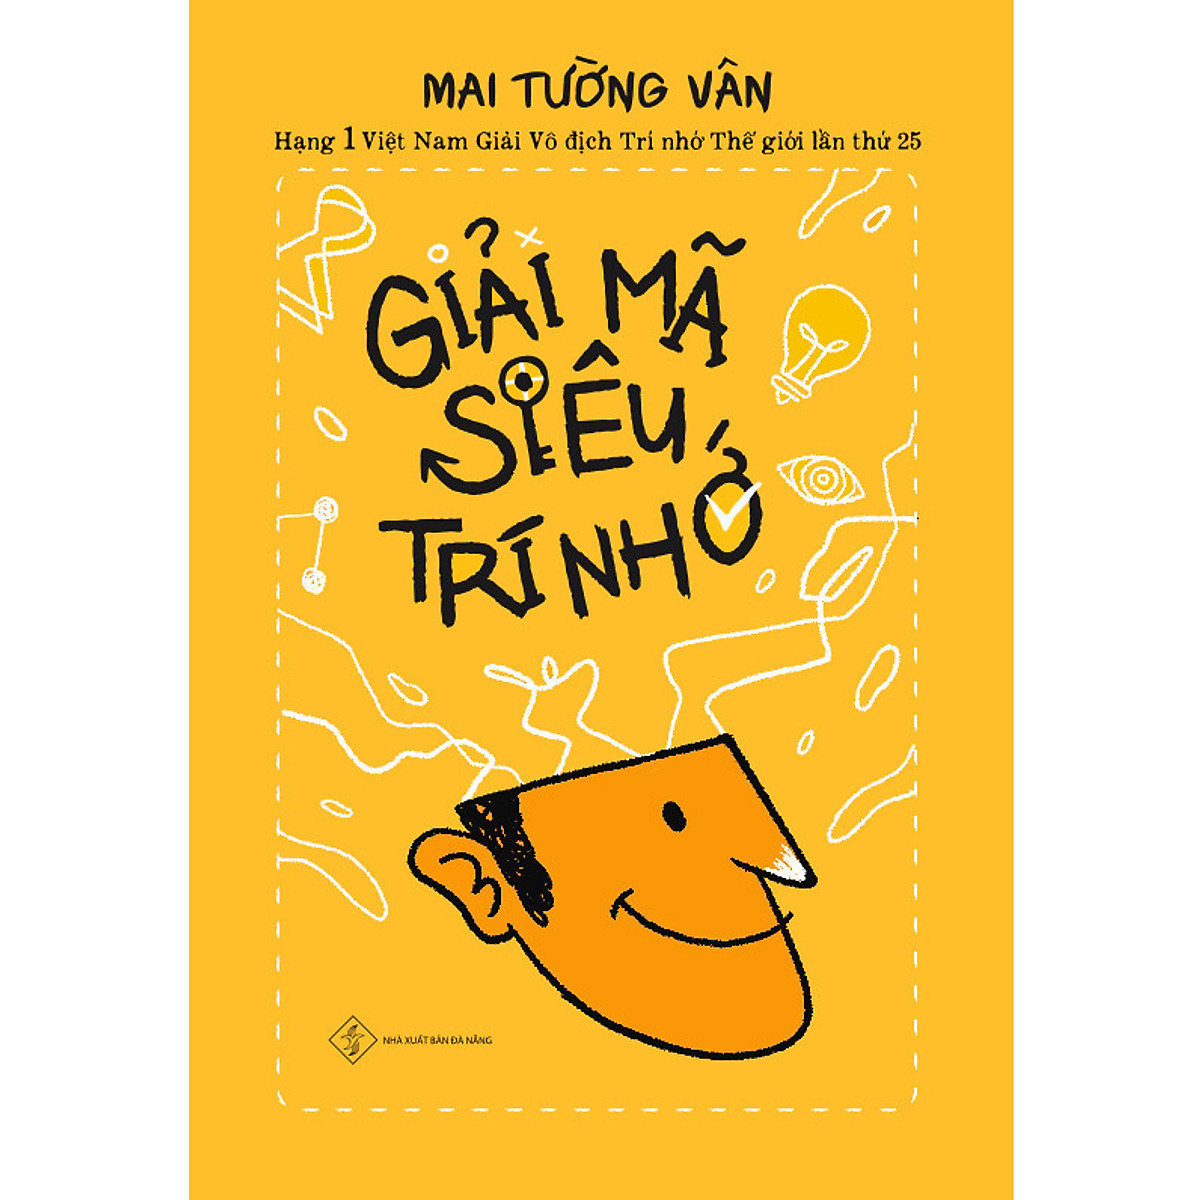 MAI TƯỜNG VÂN
Hạng 1 Việt Nam Giải Vô địch Trí nhớ Thế giới lần thứ 25
GIẢI MÃ
SIÊU
TRÍ NHỚ
NHÀ XUẤT BẢN ĐÀ NẴNG